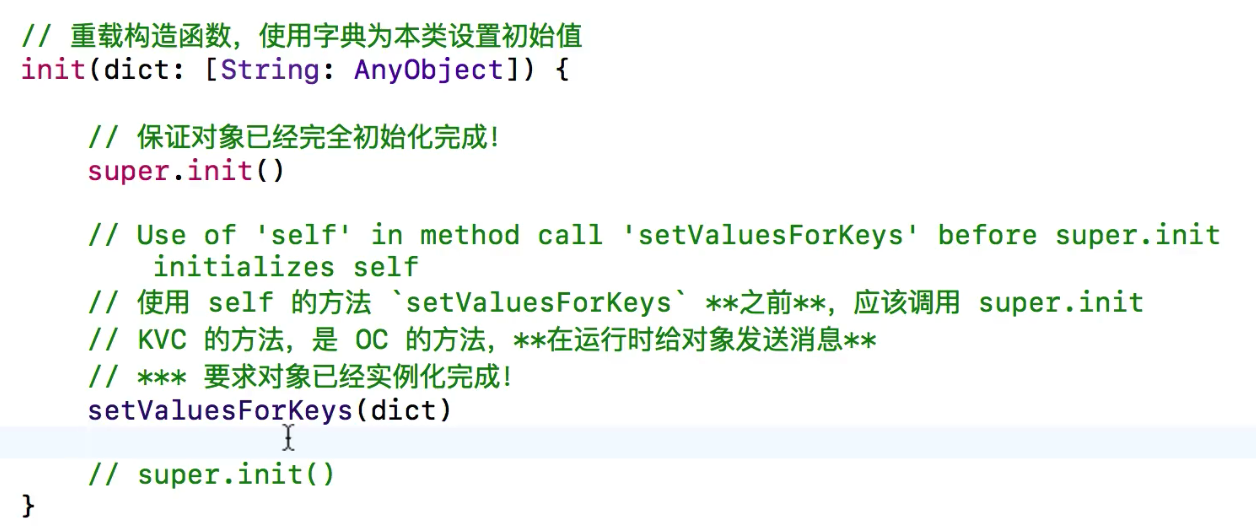 // 重载构造函数，使用字典为本类设置初始值
init(dict: [String: AnyObject]) {
// 保证对象已经完全初始化完成！
super.init()
// Use of 'self' in method call 'setValuesForKeys' before super.init
initializes self
// 使用 self 的方法 `setValuesForKeys` **之前**，应该调用 super.init
// KVC 的方法，是 OC 的方法，**在运行时给对象发送消息**
// *** 要求对象已经实例化完成！
setValuesForKeys(dict)
// super.init()
}